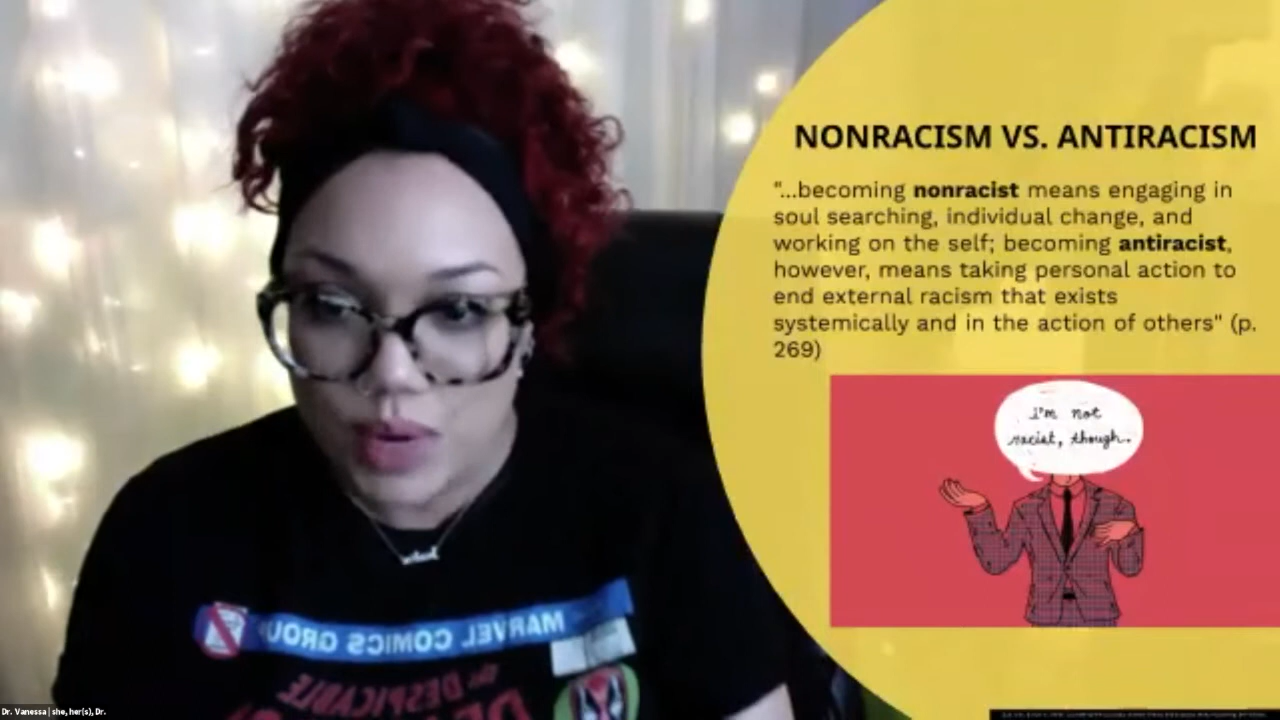 NONRACISM VS. ANTIRACISM
"...becoming nonracist means engaging in
soul searching, individual change, and
working on the self; becoming antiracist,
however, means taking personal action to
end external racism that exists
systemically and in the action of others" (p.
269)
i'm not
racist, though.
MARVEL COMICS GROU
DESPICABLE
Dr. Vanessa | she, her(s), Dr.